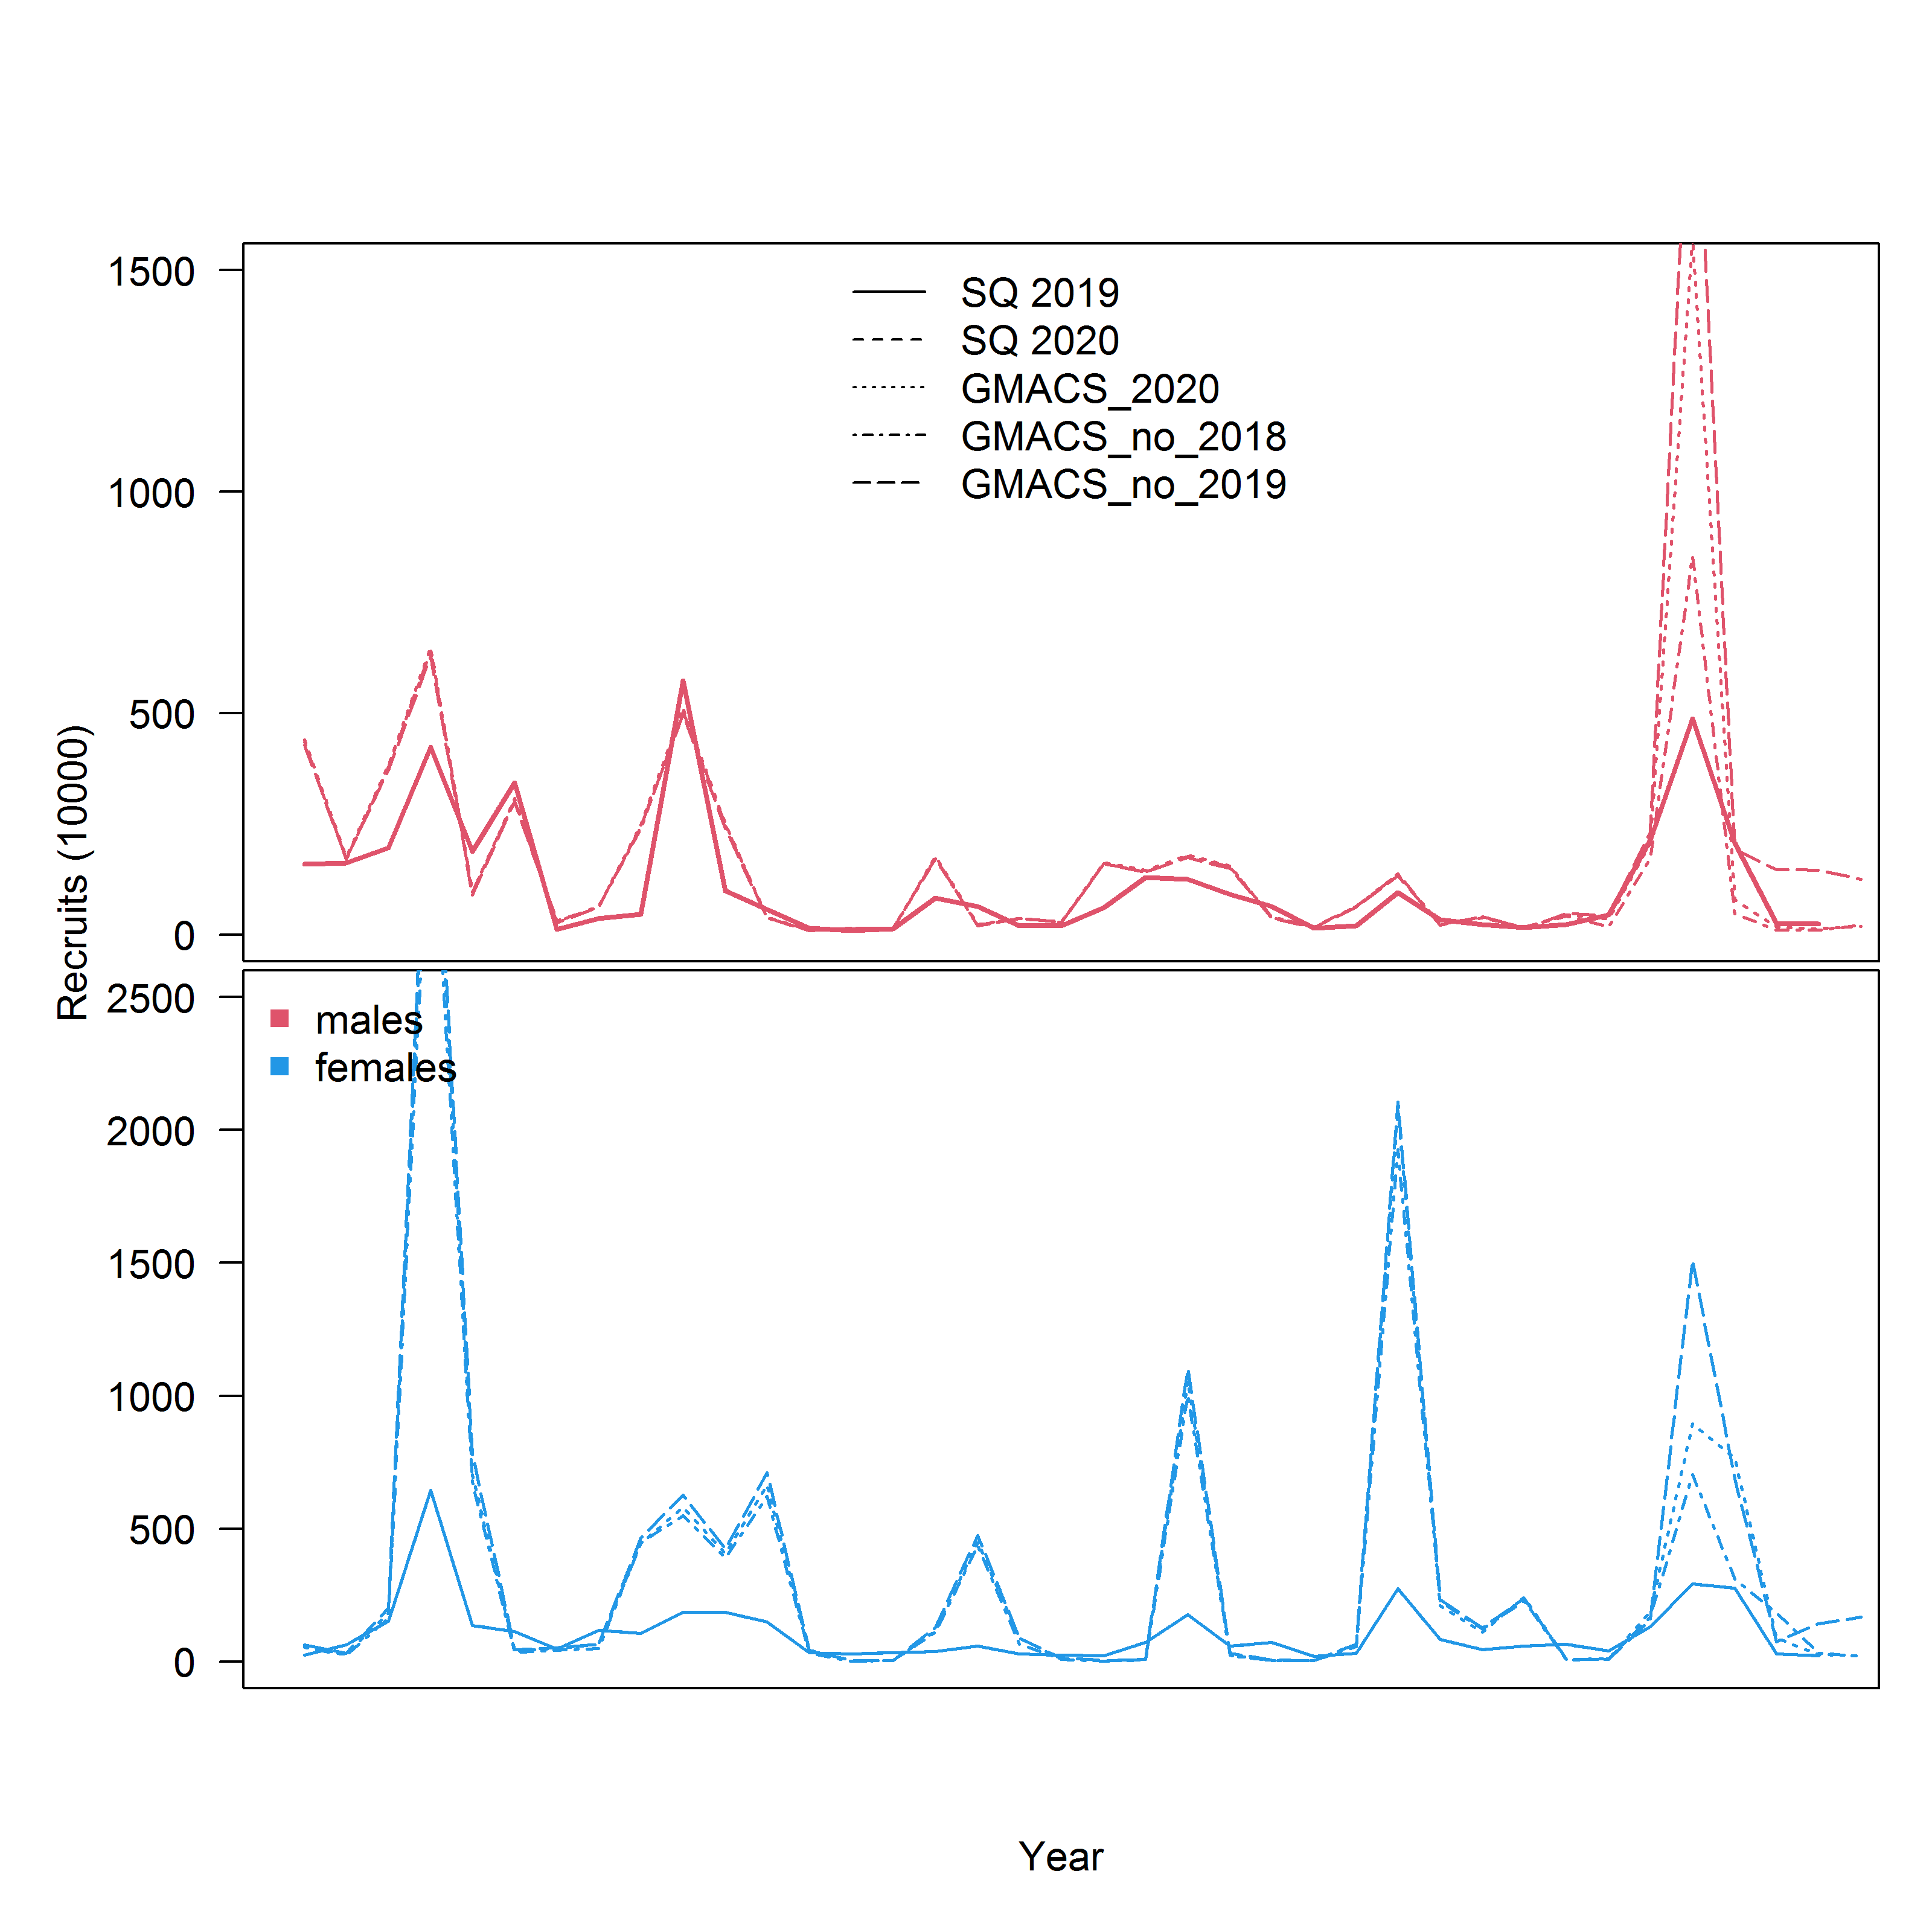 1500
1000
500
0
SQ 2019
SQ 2020
GMACS_2020
GMACS_no_2018
GMACS_no_2019
Recruits (10000)
2500
2000
1500
1000
500
0
males
females
Year